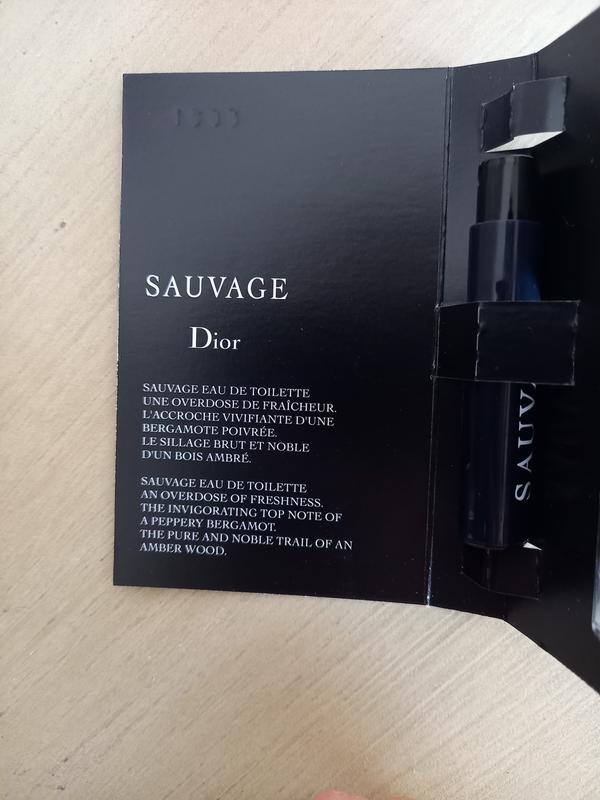 SAUVAGE
Dior
SAUVAGE EAU DE TOILETTE
UNE OVERDOSE DE FRAÎCHEUR.
L'ACCROCHE VIVIFIANTE D'UNE
BERGAMOTE POIVRÉE.
LE SILLAGE BRUT ET NOBLE
D'UN BOIS AMBRÉ.
SAUVAGE EAU DE TOILETTE
AN OVERDOSE OF FRESHNESS.
THE INVIGORATING TOP NOTE OF
A PEPPERY BERGAMOT.
THE PURE AND NOBLE TRAIL OF AN
AMBER WOOD.